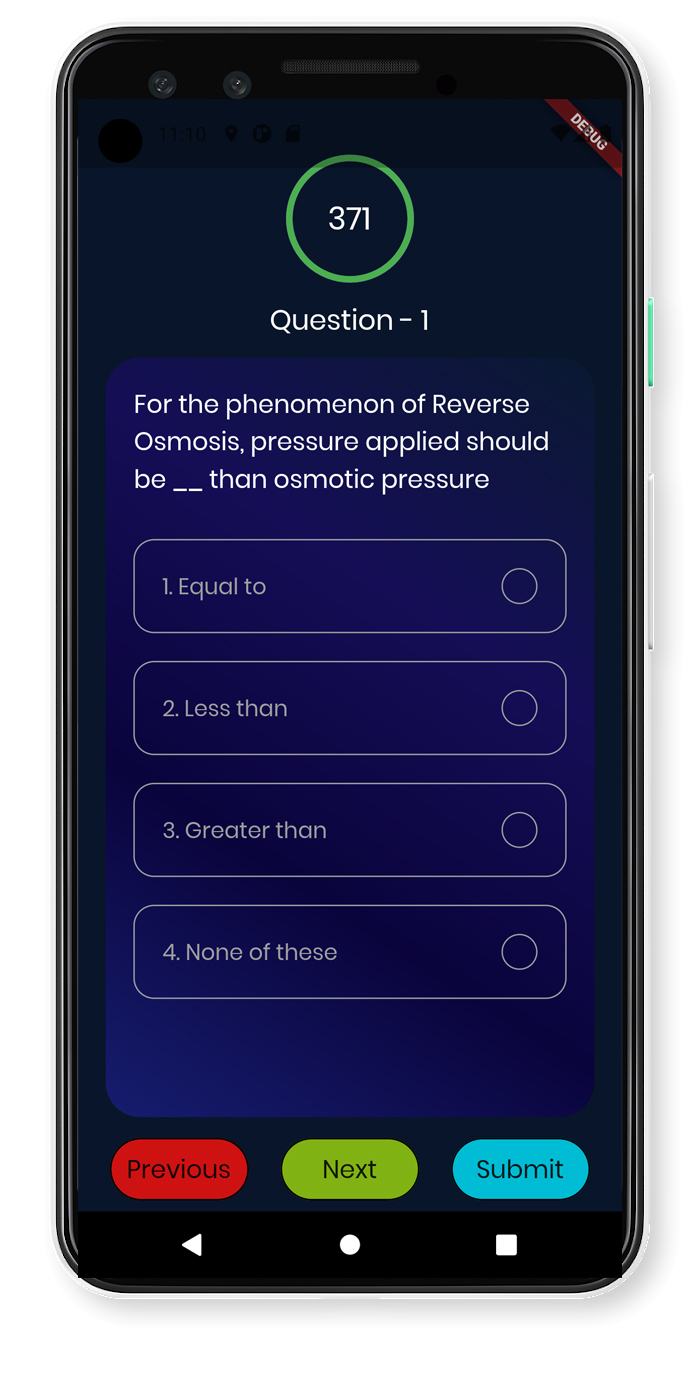 11:10
DEBUG
371
Question - 1
For the phenomenon of Reverse
Osmosis, pressure applied should
be __ than osmotic pressure
1. Equal to
2. Less than
3. Greater than
4. None of these
Previous
Next
Submit